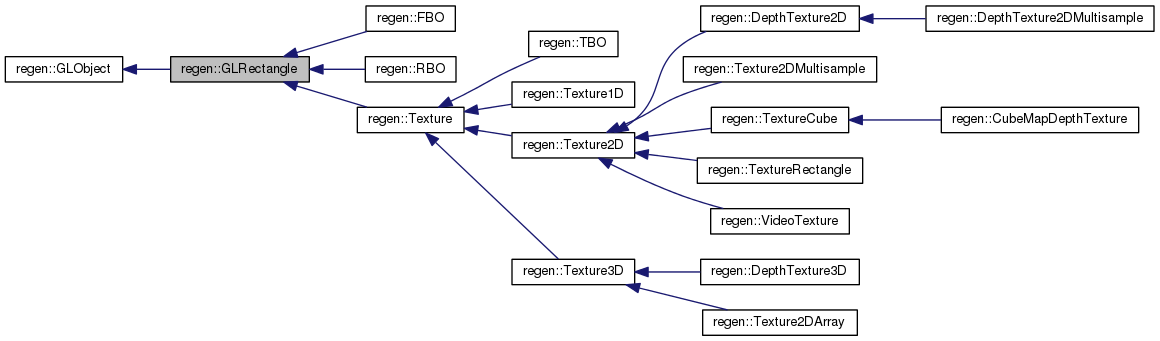 regen::GLObject
regen::GLRectangle
regen::FBO
regen::RBO
regen::Texture
regen::TBO
regen::Texture1D
regen::Texture2D
regen::DepthTexture2D
regen::DepthTexture2DMultisample
regen::Texture2DMultisample
regen::TextureCube
regen::CubeMapDepthTexture
regen::TextureRectangle
regen::VideoTexture
regen::Texture3D
regen::DepthTexture3D
regen::Texture2DArray